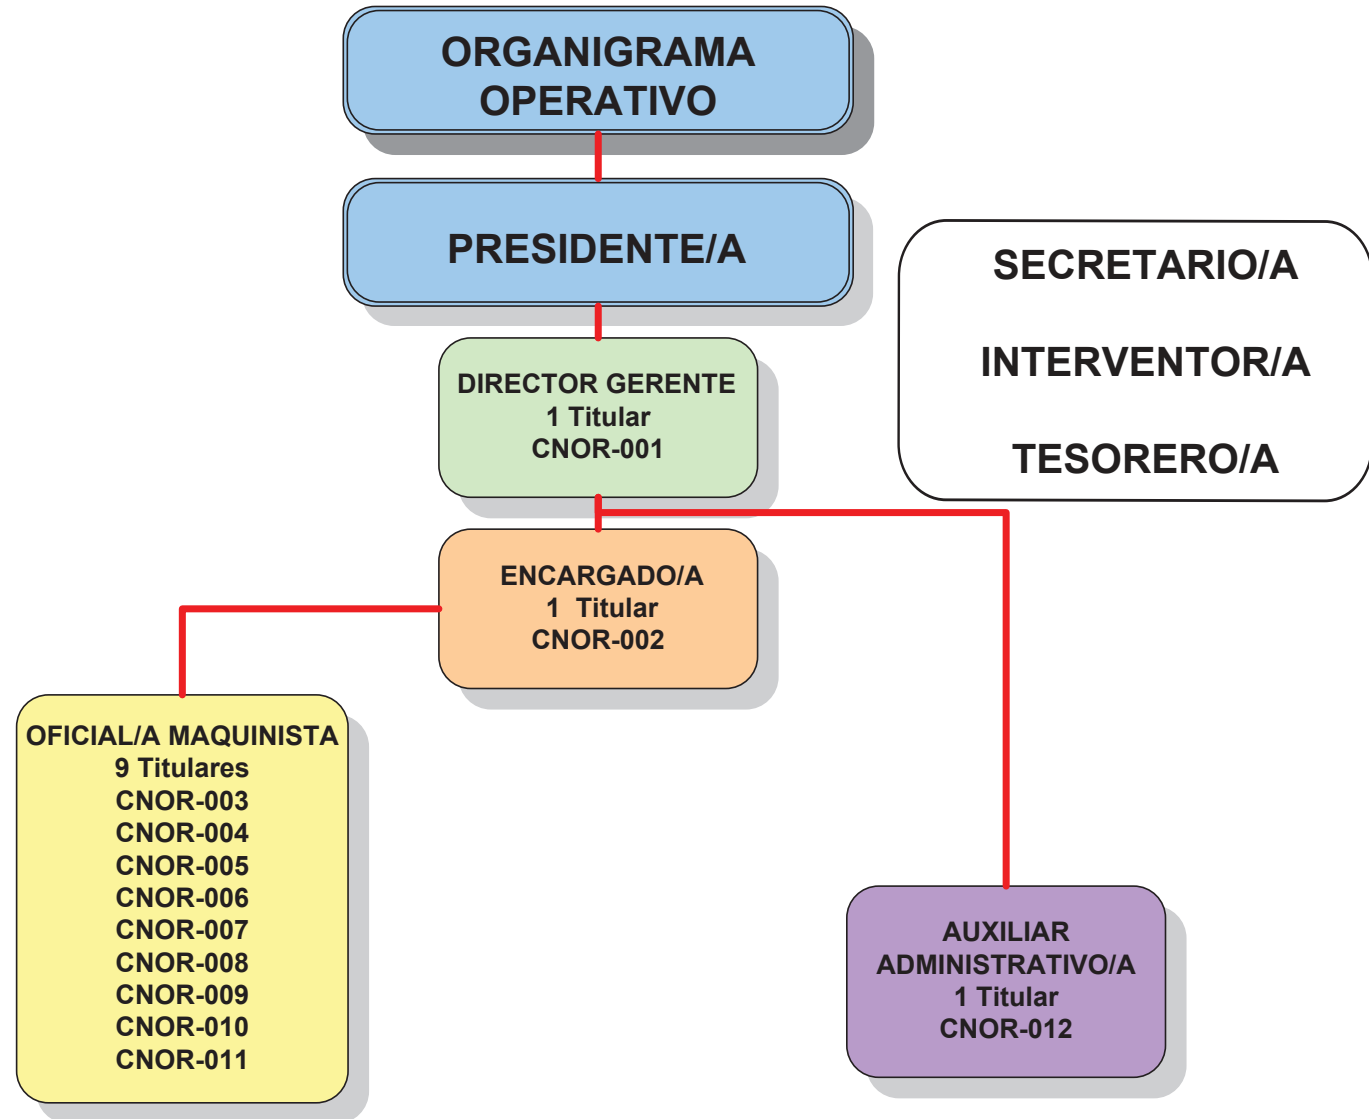 ORGANIGRAMA
OPERATIVO
PRESIDENTE/A
SECRETARIO/A
INTERVENTOR/A
TESORERO/A
DIRECTOR GERENTE
1 Titular
CNOR-001
ENCARGADO/A
1 Titular
CNOR-002
OFICIAL/A MAQUINISTA
9 Titulares
CNOR-003
CNOR-004
CNOR-005
CNOR-006
CNOR-007
CNOR-008
CNOR-009
CNOR-010
CNOR-011
AUXILIAR
ADMINISTRATIVO/A
1 Titular
CNOR-012